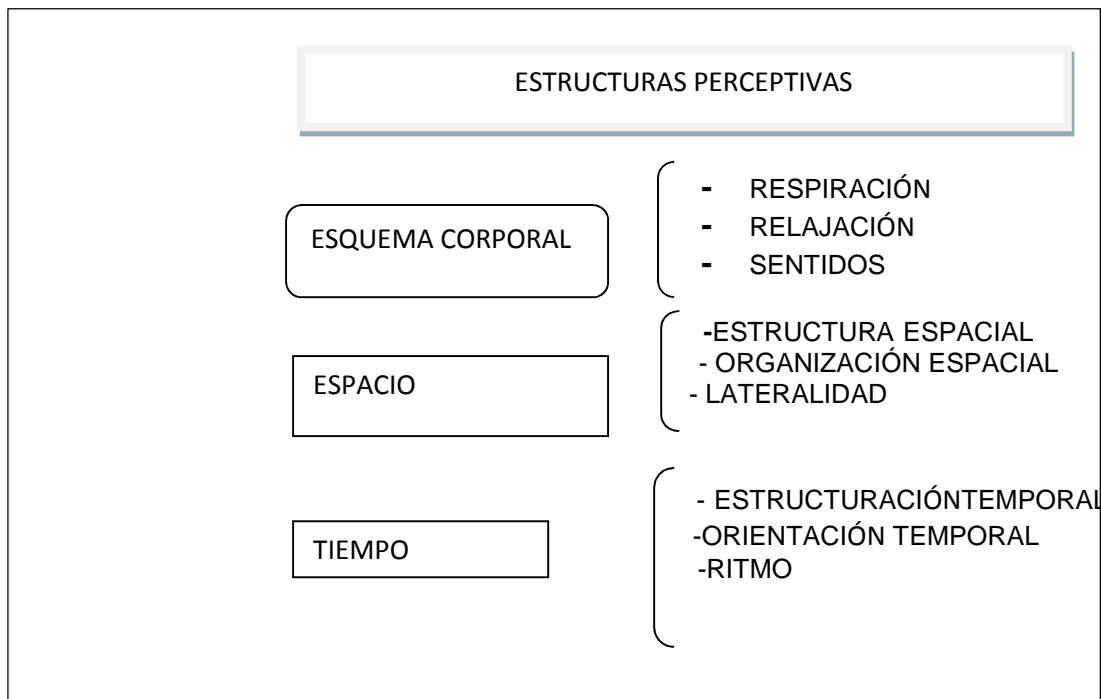 ESTRUCTURAS PERCEPTIVAS
ESQUEMA CORPORAL
- RESPIRACIÓN
- RELAJACIÓN
- SENTIDOS
ESPACIO
-ESTRUCTURA ESPACIAL
- ORGANIZACIÓN ESPACIAL
- LATERALIDAD
TIEMPO
- ESTRUCTURACIÓNTEMPORAL
-ORIENTACIÓN TEMPORAL
-RITMO